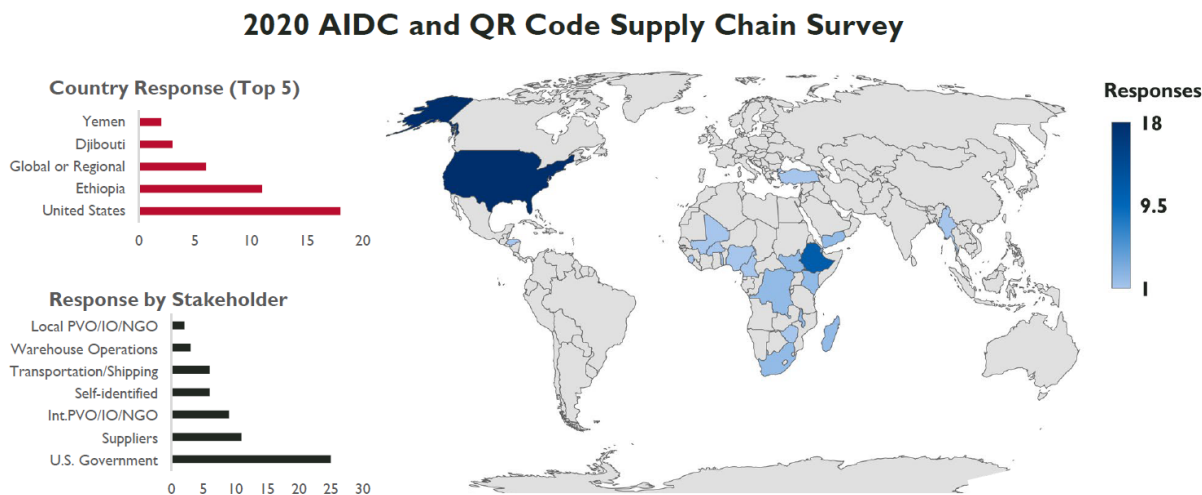 2020 AIDC and QR Code Supply Chain Survey
Country Response (Top 5)
Yemen
Djibouti
Global or Regional
Ethiopia
United States
0 5 10 15 20
Response by Stakeholder
Local PVO/IO/NGO
Warehouse Operations
Transportation/Shipping
Self-identified
Int.PVO/IO/NGO
Suppliers
U.S. Government
0 5 10 15 20 25 30
Responses
18
9.5
1